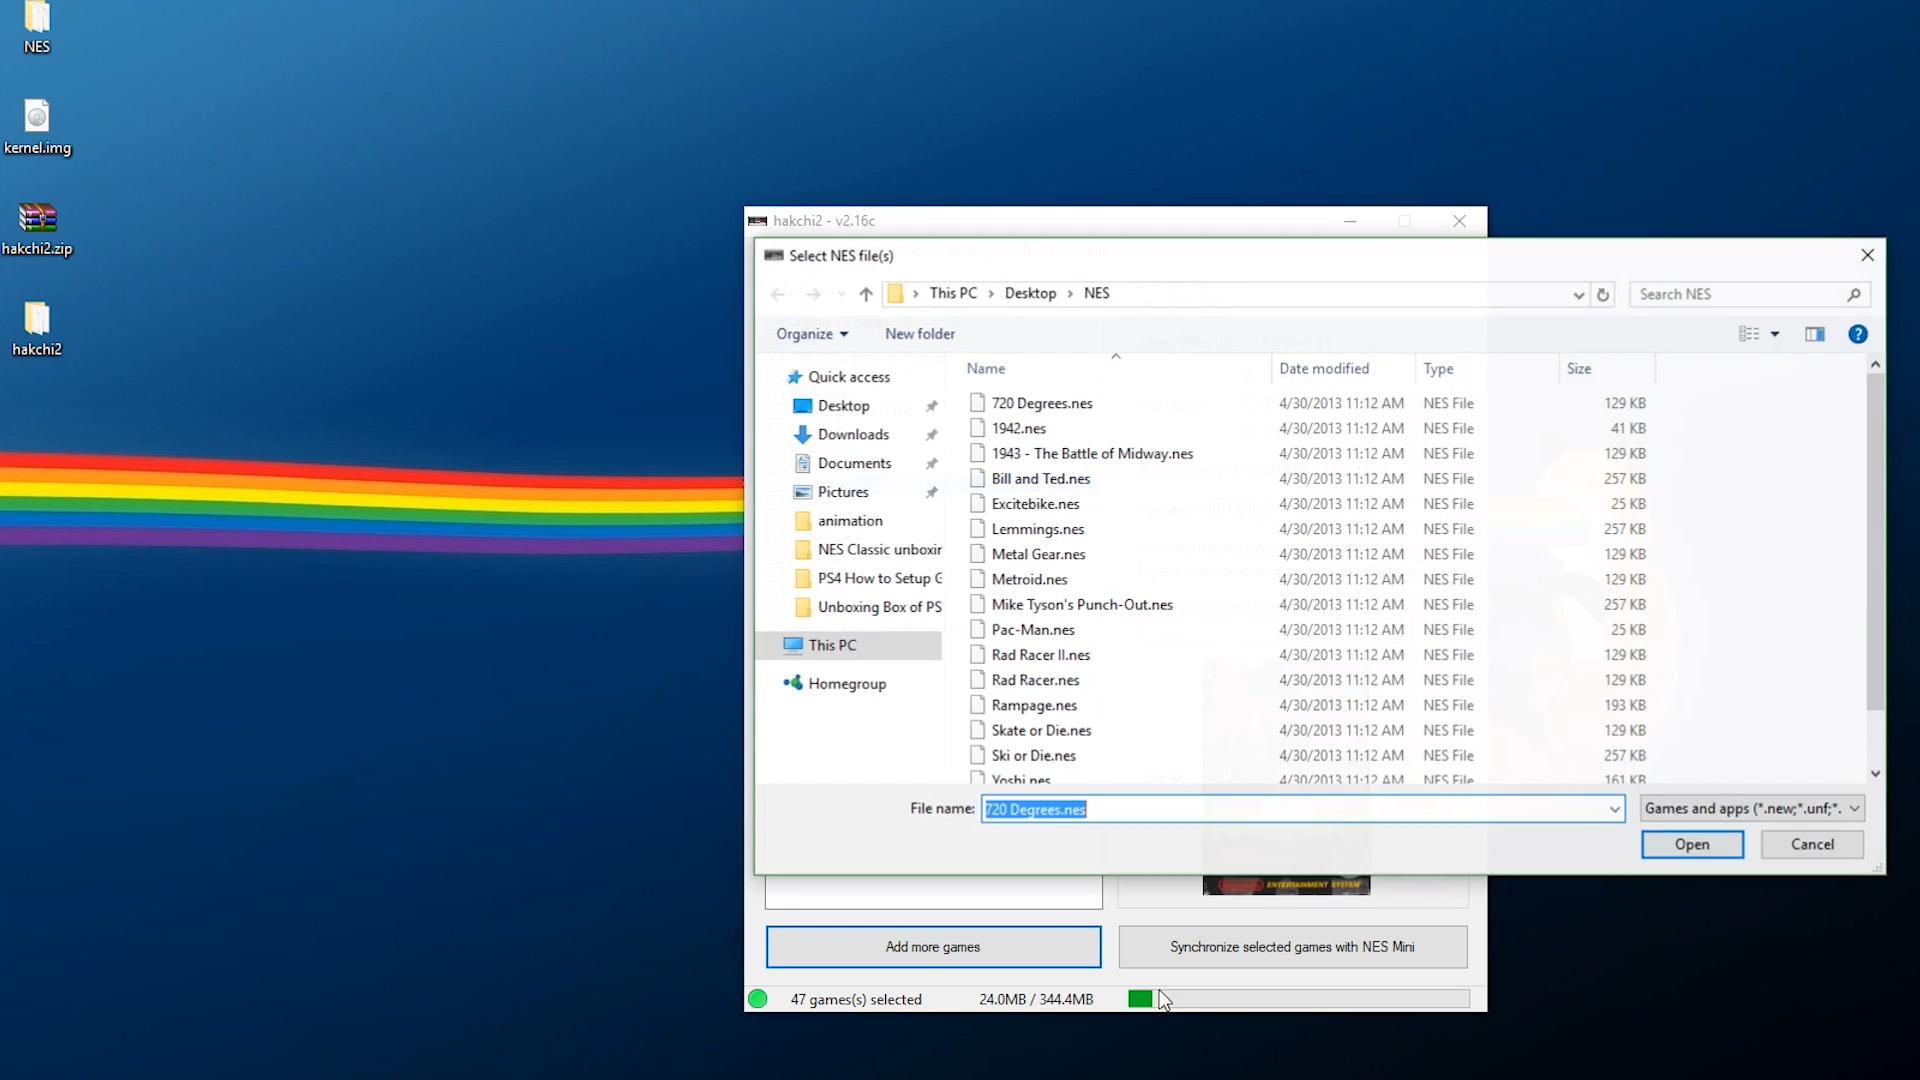 NES
kernel.img
hakchi2.zip
hakchi2
hakchi2 - v2.16c
Select NES file(s)
This PC > Desktop > NES
Search NES
Organize
New folder
Name
Date modified
Type
Size
Quick access
Desktop
Downloads
Documents
Pictures
animation
NES Classic unboxin
PS4 How to Setup G
Unboxing Box of PS
This PC
Homegroup
720 Degrees.nes 4/30/2013 11:12 AM NES File 129 KB
1942.nes 4/30/2013 11:12 AM NES File 41 KB
1943 - The Battle of Midway.nes 4/30/2013 11:12 AM NES File 129 KB
Bill and Ted.nes 4/30/2013 11:12 AM NES File 257 KB
Excitebike.nes 4/30/2013 11:12 AM NES File 25 KB
Lemmings.nes 4/30/2013 11:12 AM NES File 257 KB
Metal Gear.nes 4/30/2013 11:12 AM NES File 129 KB
Metroid.nes 4/30/2013 11:12 AM NES File 129 KB
Mike Tyson's Punch-Out.nes 4/30/2013 11:12 AM NES File 257 KB
Pac-Man.nes 4/30/2013 11:12 AM NES File 25 KB
Rad Racer II.nes 4/30/2013 11:12 AM NES File 129 KB
Rad Racer.nes 4/30/2013 11:12 AM NES File 129 KB
Rampage.nes 4/30/2013 11:12 AM NES File 193 KB
Skate or Die.nes 4/30/2013 11:12 AM NES File 129 KB
Ski or Die.nes 4/30/2013 11:12 AM NES File 257 KB
Yoshi.nes 4/30/2013 11:12 AM NES File 161 KB
File name: 720 Degrees.nes
Games and apps (*.new;*.unf;*.
Open
Cancel
ENTERTAINMENT SYSTEM
Add more games
Synchronize selected games with NES Mini
47 games(s) selected
24.0MB / 344.4MB